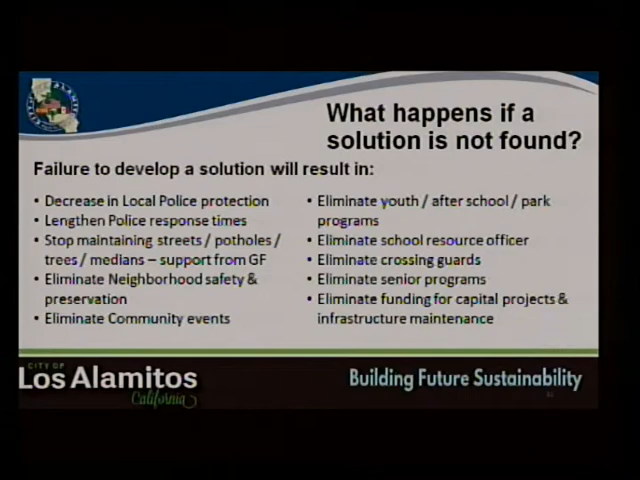 What happens if a
solution is not found?
Failure to develop a solution will result in:
• Decrease in Local Police protection
• Lengthen Police response times
• Stop maintaining streets / potholes /
trees / medians – support from GF
• Eliminate Neighborhood safety &
preservation
• Eliminate Community events
• Eliminate youth / after school / park
programs
• Eliminate school resource officer
• Eliminate crossing guards
• Eliminate senior programs
• Eliminate funding for capital projects &
infrastructure maintenance
CITY OF
Los Alamitos
California
Building Future Sustainability